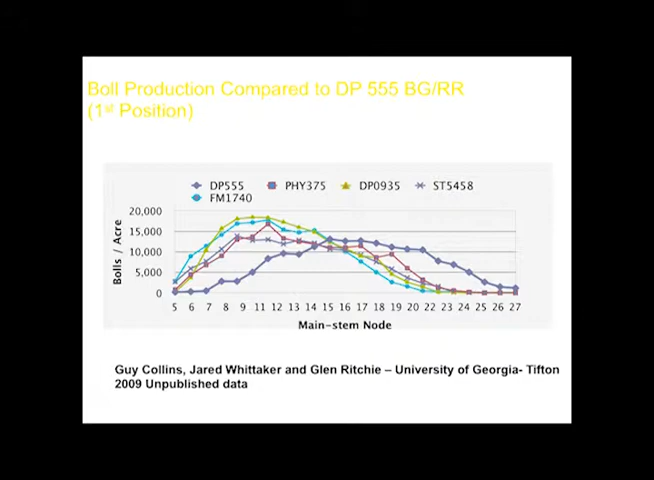 Boll Production Compared to DP 555 BG/RR
(1st Position)
DP555 PHY375 DP0935 ST5458
FM1740
20,000
15,000
10,000
5,000
0
Bolls / Acre
5 6 7 8 9 11 12 13 14 15 16 17 18 19 20 21 22 23 24 25 26 27
Main-stem Node
Guy Collins, Jared Whittaker and Glen Ritchie – University of Georgia- Tifton
2009 Unpublished data